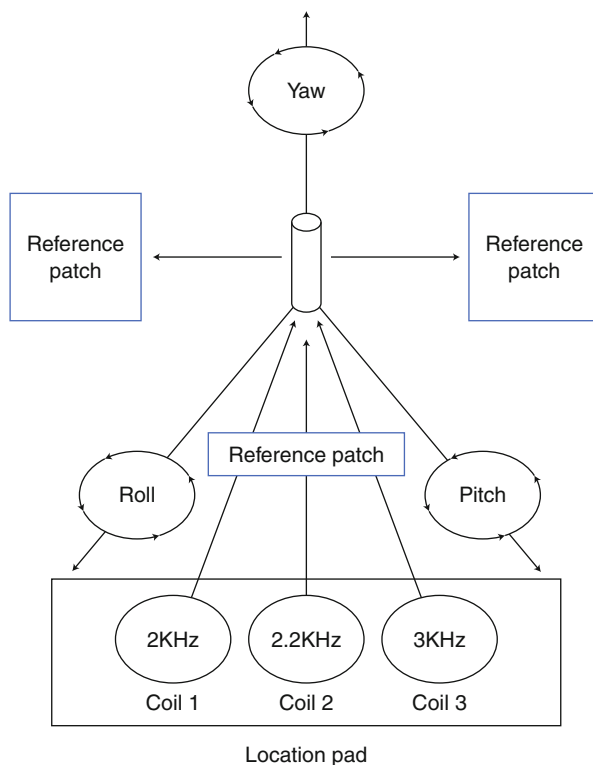 Yaw
Reference
patch
Reference
patch
Reference patch
Roll
Pitch
2KHz
2.2KHz
3KHz
Coil 1
Coil 2
Coil 3
Location pad